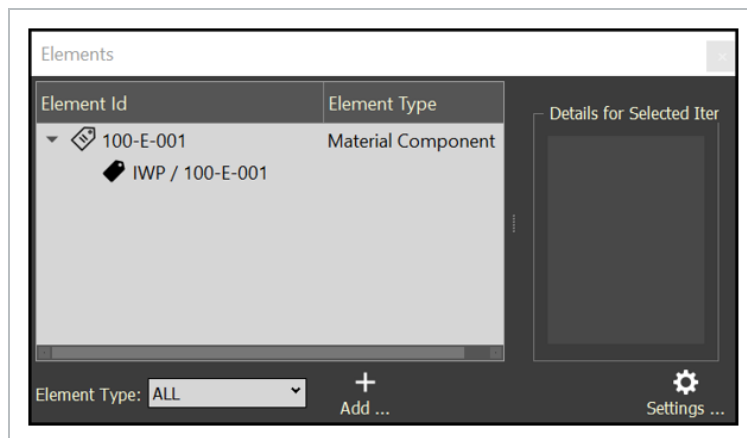 Elements
Element Id Element Type
100-E-001 Material Component
IWP / 100-E-001
Details for Selected Iter
Element Type: ALL
Add ...
Settings ...